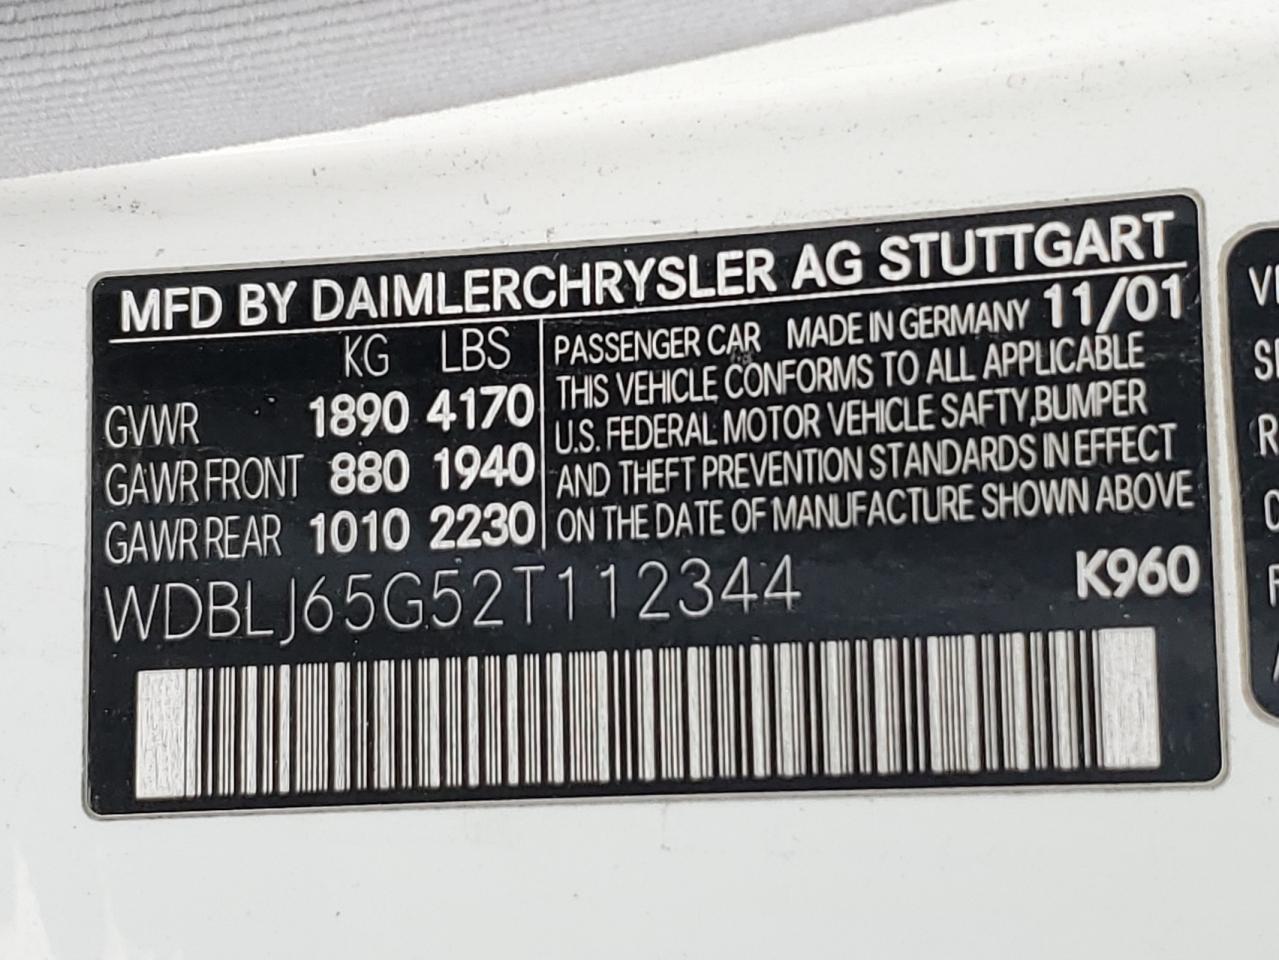 MFD BY DAIMLERCHRYSLER AG STUTTGART
KG LBS
GVWR 1890 4170
GAWR FRONT 880 1940
GAWR REAR 1010 2230
PASSENGER CAR MADE IN GERMANY 11/01
THIS VEHICLE CONFORMS TO ALL APPLICABLE
U.S. FEDERAL MOTOR VEHICLE SAFTY,BUMPER
AND THEFT PREVENTION STANDARDS IN EFFECT
ON THE DATE OF MANUFACTURE SHOWN ABOVE
WDBLJ65G52T112344 K960